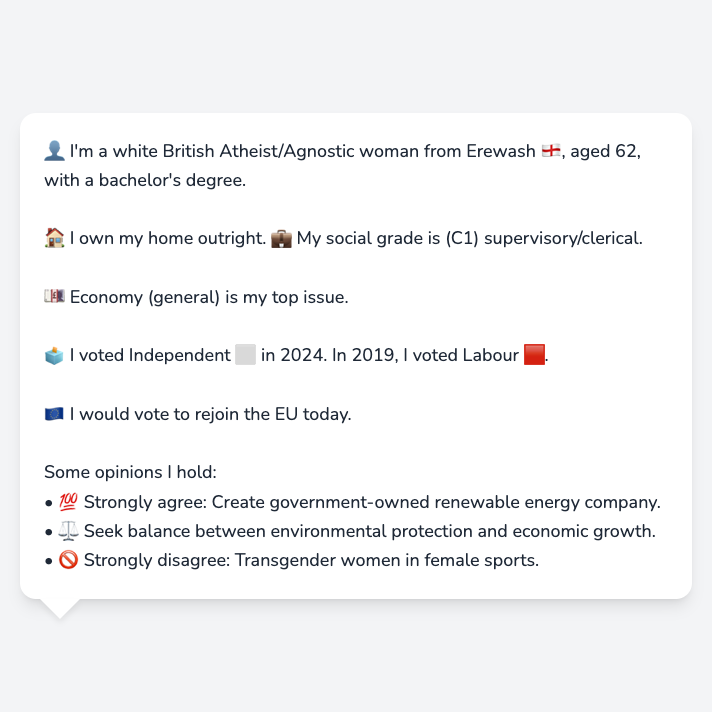 👤 I'm a white British Atheist/Agnostic woman from Erewash 🏴󠁧󠁢󠁥󠁮󠁧󠁿, aged 62,
with a bachelor's degree.
🏠 I own my home outright. 💼 My social grade is (C1) supervisory/clerical.
💷 Economy (general) is my top issue.
🗳️ I voted Independent ⬜ in 2024. In 2019, I voted Labour 🟥.
🇪🇺 I would vote to rejoin the EU today.
Some opinions I hold:
• 💯 Strongly agree: Create government-owned renewable energy company.
• ⚖️ Seek balance between environmental protection and economic growth.
• 🚫 Strongly disagree: Transgender women in female sports.